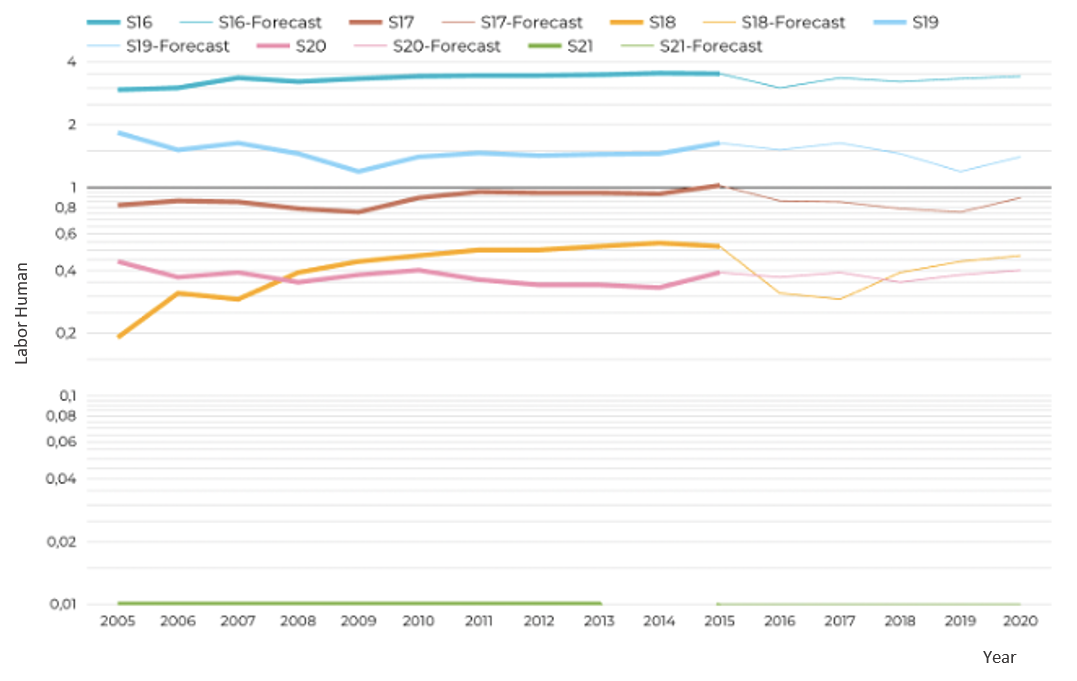 S16 S16-Forecast S17 S17-Forecast S18 S18-Forecast S19
S19-Forecast S20 S20-Forecast S21 S21-Forecast
4
2
1
0,8
0,6
0,4
0,2
0,1
0,08
0,06
0,04
0,02
0,01
Labor Human
2005 2006 2007 2008 2009 2010 2011 2012 2013 2014 2015 2016 2017 2018 2019 2020
Year